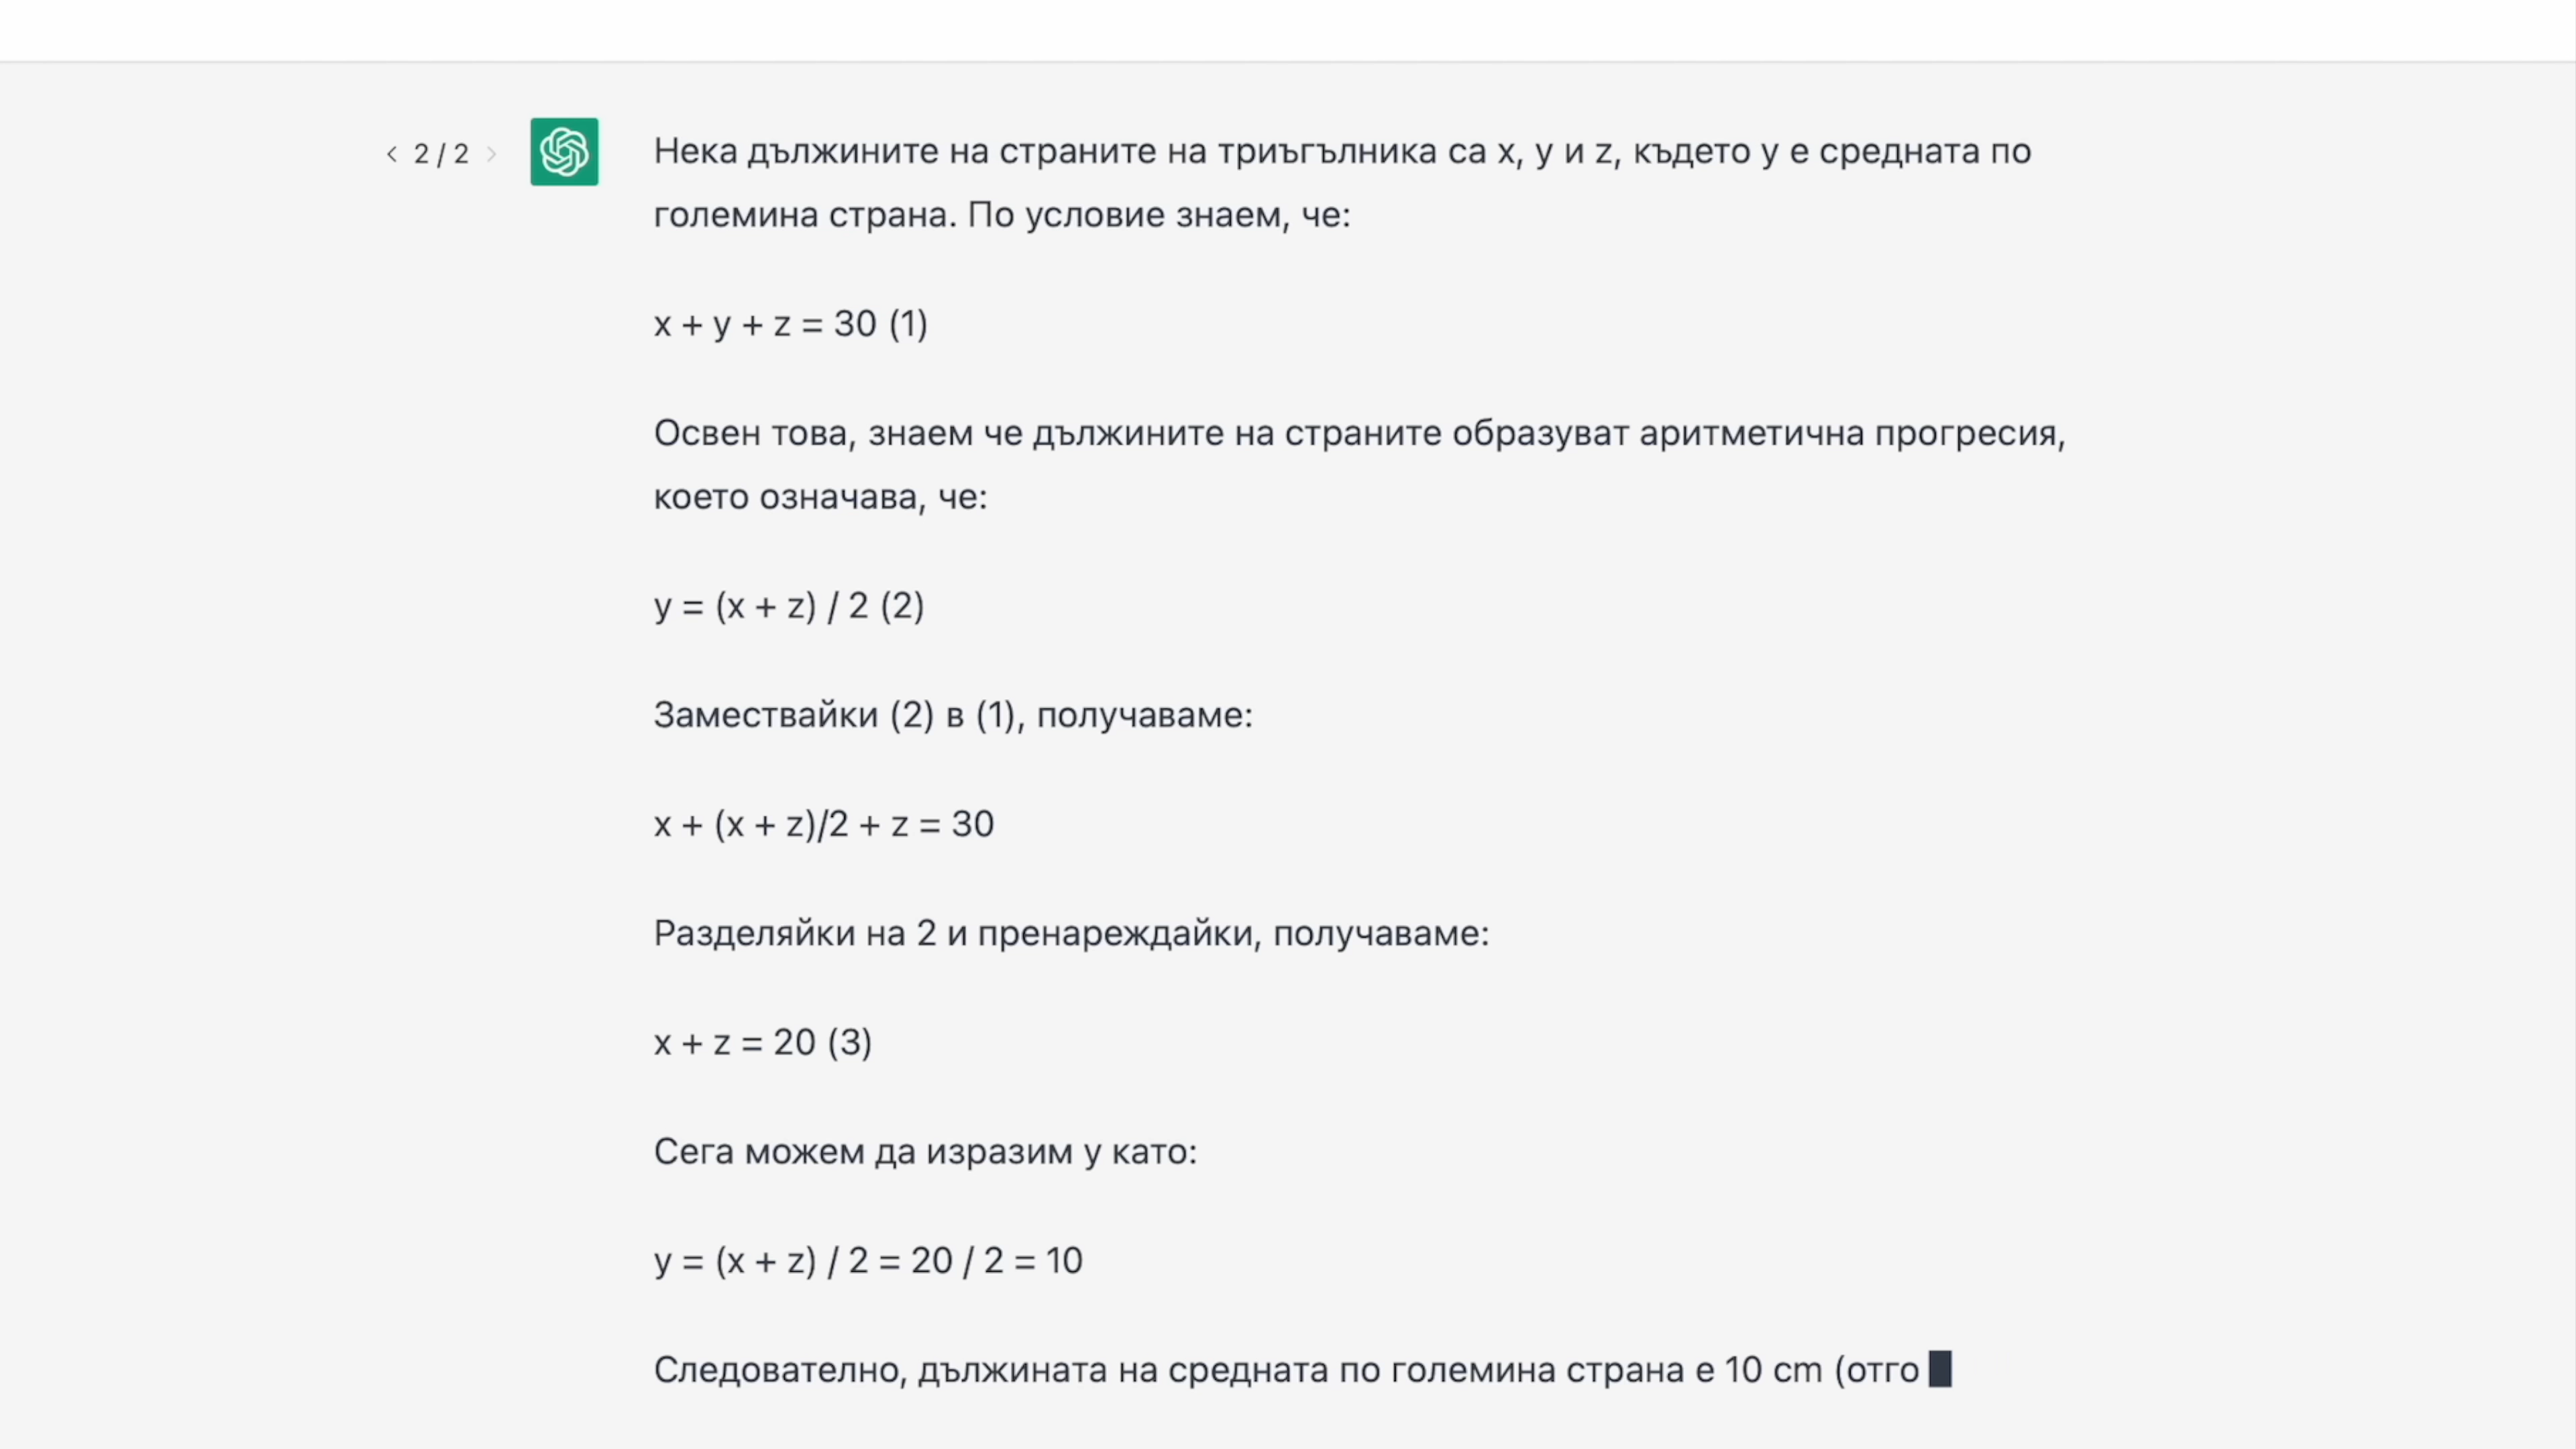 < 2 / 2 >
Нека дължините на страните на триъгълника са x, y и z, където y е средната по
големина страна. По условие знаем, че:
x + y + z = 30 (1)
Освен това, знаем че дължините на страните образуват аритметична прогресия,
което означава, че:
y = (x + z) / 2 (2)
Замествайки (2) в (1), получаваме:
x + (x + z)/2 + z = 30
Разделяйки на 2 и пренареждайки, получаваме:
x + z = 20 (3)
Сега можем да изразим y като:
y = (x + z) / 2 = 20 / 2 = 10
Следователно, дължината на средната по големина страна е 10 cm (отго